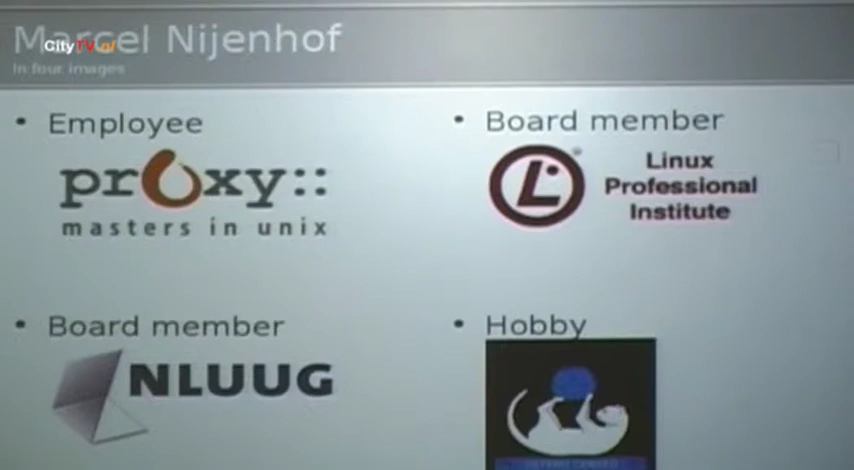 Marcel Nijenhof
CityTV.nl
In four images
• Employee
proxy::
masters in unix
• Board member
Linux
Professional
Institute
• Board member
NLUUG
• Hobby